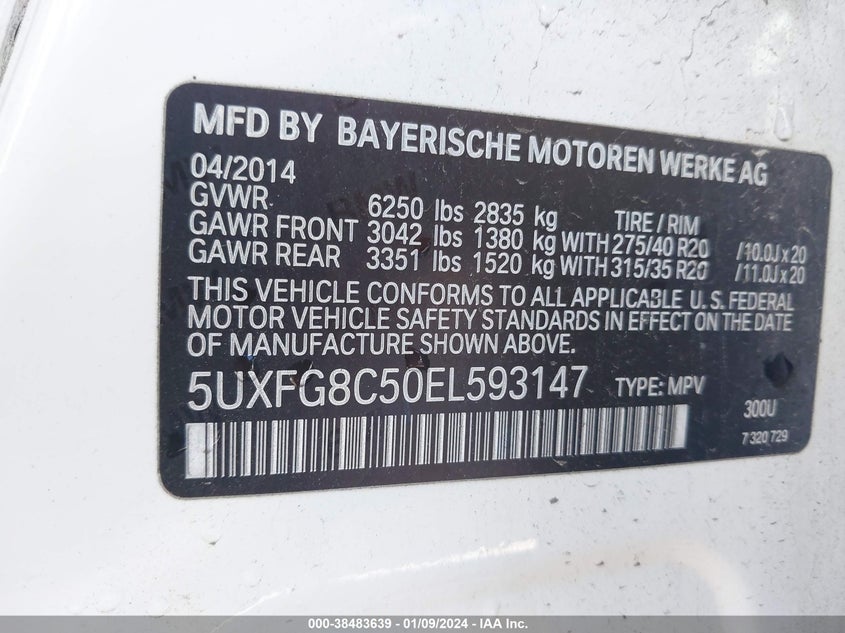 MFD BY BAYERISCHE MOTOREN WERKE AG
04/2014
GVWR 6250 lbs 2835 kg TIRE / RIM
GAWR FRONT 3042 lbs 1380 kg WITH 275/40 R20 /10.0J x 20
GAWR REAR 3351 lbs 1520 kg WITH 315/35 R20 /11.0J x 20
THIS VEHICLE CONFORMS TO ALL APPLICABLE U. S. FEDERAL
MOTOR VEHICLE SAFETY STANDARDS IN EFFECT ON THE DATE
OF MANUFACTURE SHOWN ABOVE.
5UXFG8C50EL593147 TYPE: MPV
300U
7 320 729
000-38483639 - 01/09/2024 - IAAI Inc.